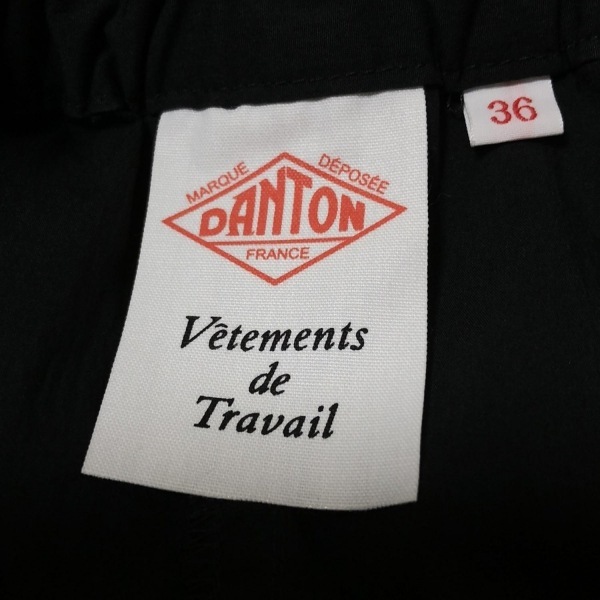 36
MARQUE DÉPOSÉE
DANTON
FRANCE
Vêtements
de
Travail